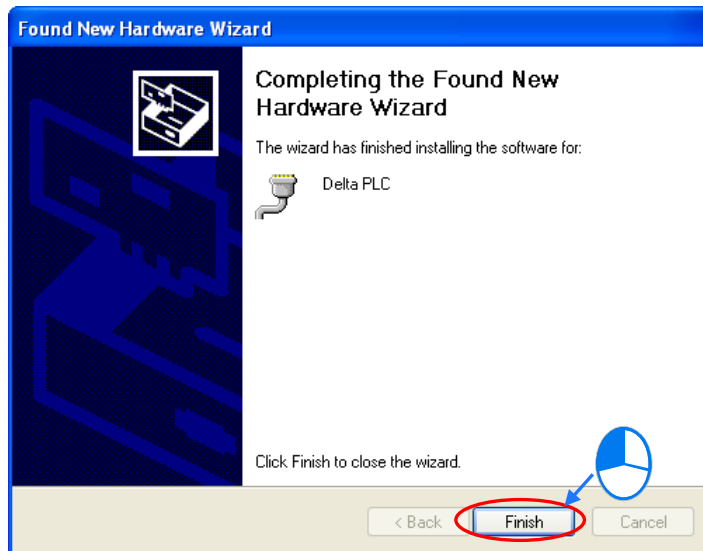 Found New Hardware Wizard
Completing the Found New
Hardware Wizard
The wizard has finished installing the software for:
Delta PLC
Click Finish to close the wizard.
< Back
Finish
Cancel